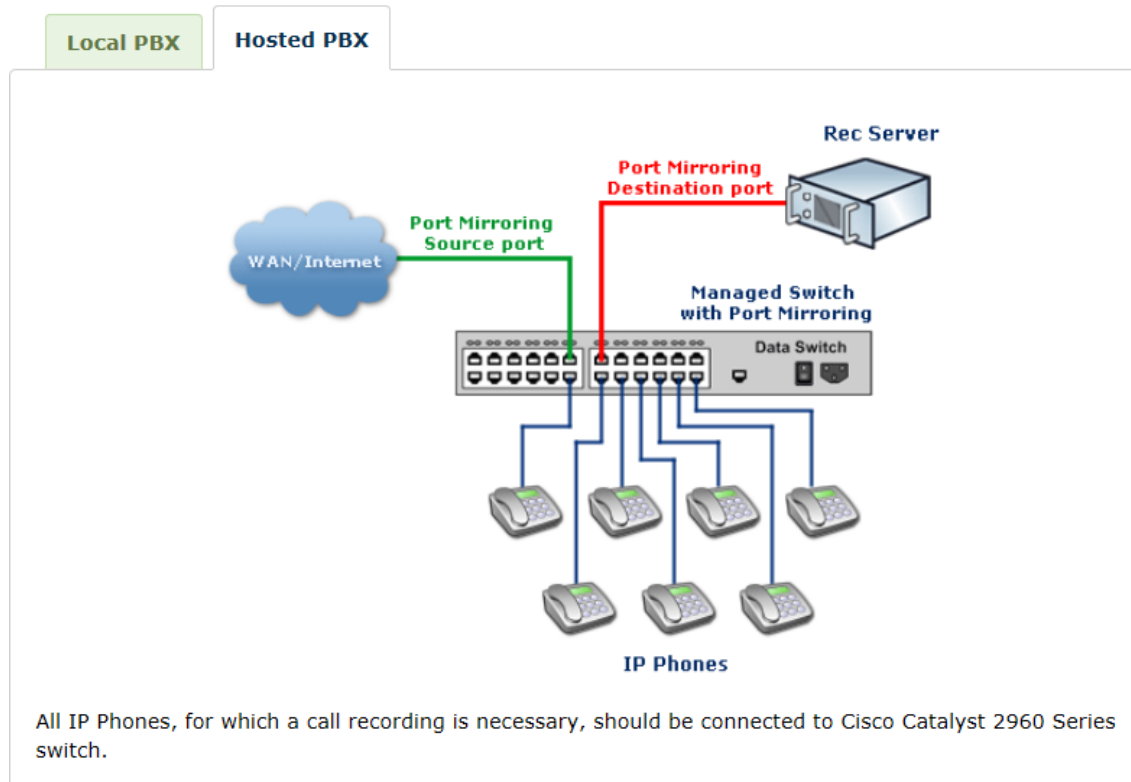 Local PBX
Hosted PBX
Rec Server
Port Mirroring
Destination port
Port Mirroring
Source port
WAN/Internet
Managed Switch
with Port Mirroring
Data Switch
IP Phones
All IP Phones, for which a call recording is necessary, should be connected to Cisco Catalyst 2960 Series
switch.